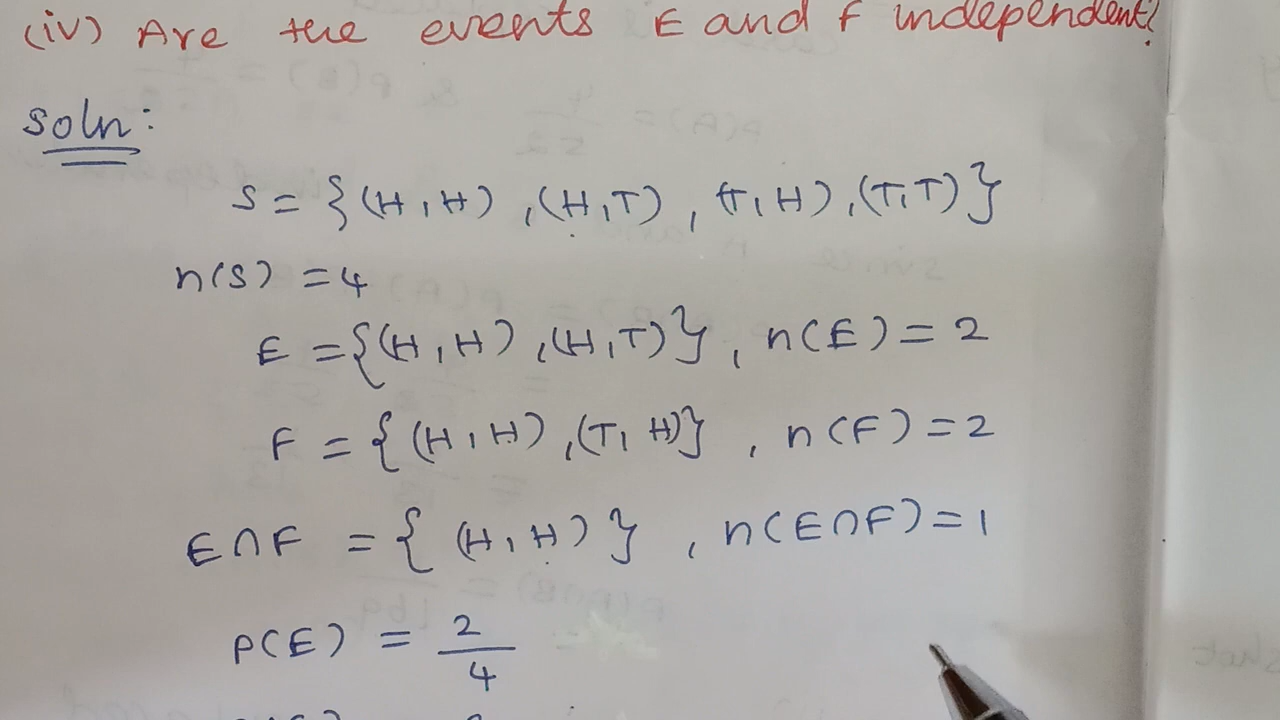 (iv) Are the events E and F independent?
Soln:
S = {(H,H), (H,T), (T,H), (T,T)}
n(S) = 4
E = {(H,H), (H,T)}, n(E) = 2
F = {(H,H), (T,H)}, n(F) = 2
E∩F = {(H,H)}, n(E∩F) = 1
P(E) = 2/4